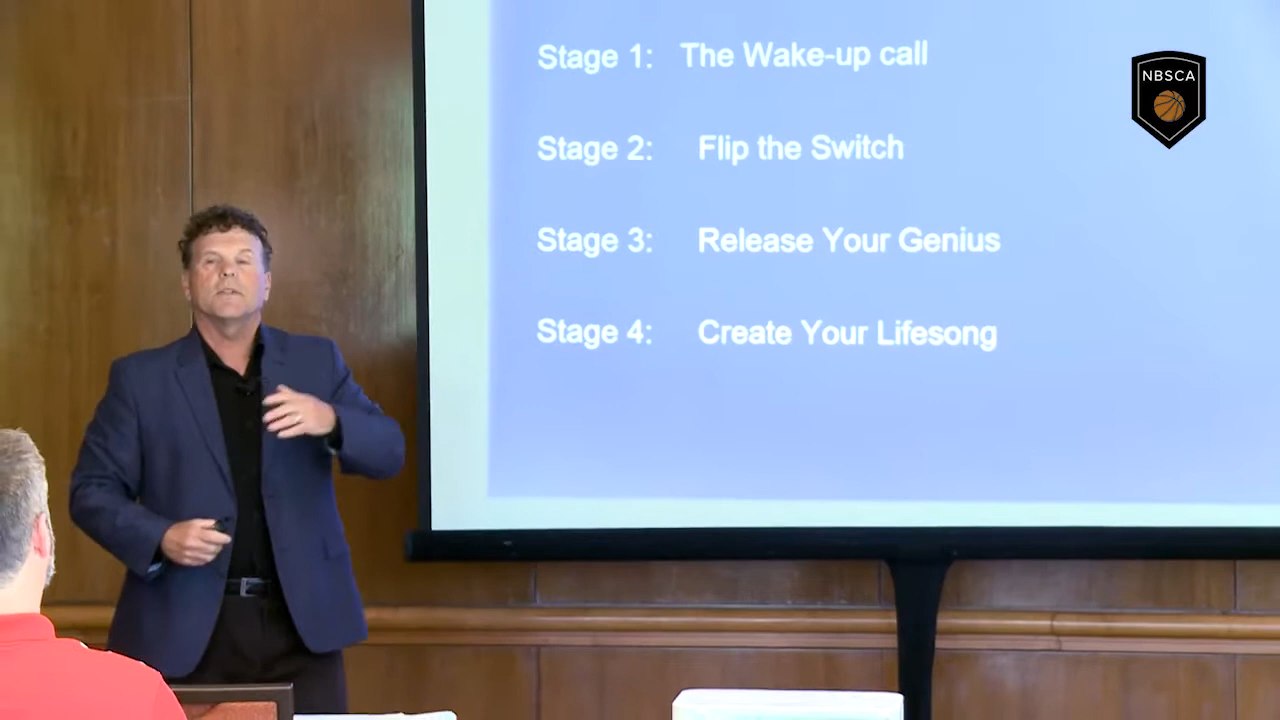 Stage 1: The Wake-up call
NBSCA
Stage 2: Flip the Switch
Stage 3: Release Your Genius
Stage 4: Create Your Lifesong